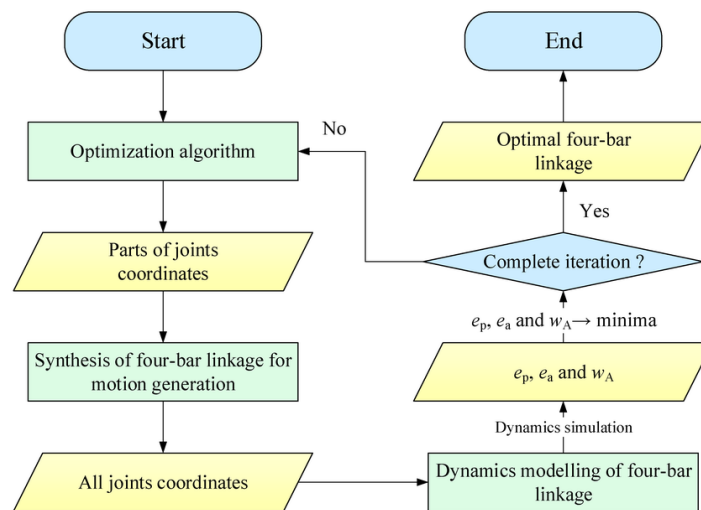 Start
Optimization algorithm
Parts of joints
coordinates
Synthesis of four-bar linkage for
motion generation
All joints coordinates
Dynamics modelling of four-bar
linkage
Dynamics simulation
eₚ, eₐ and w_A
eₚ, eₐ and w_A→ minima
Complete iteration ?
No
Yes
Optimal four-bar
linkage
End